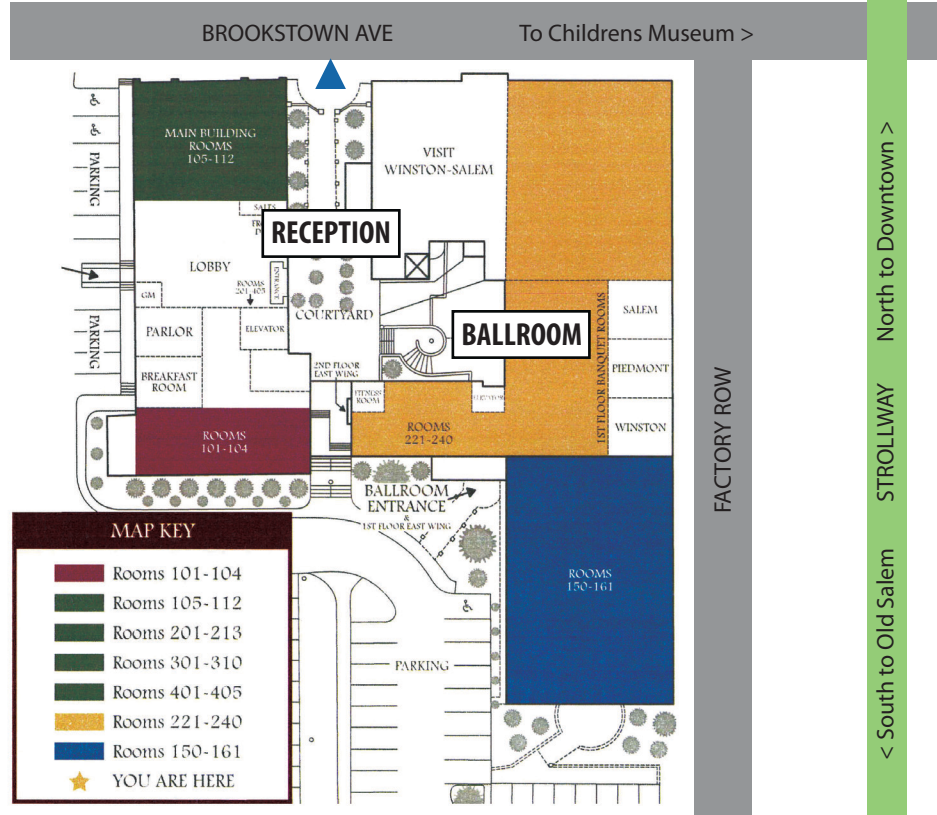 BROOKSTOWN AVE
To Childrens Museum >
MAIN BUILDING
ROOMS
105-112
VISIT
WINSTON-SALEM
PARKING
SALTS
RECEPTION
LOBBY
ENTRANCE
ROOMS
201-405
GM
COURTYARD
PARLOR
ELEVATOR
BALLROOM
SALEM
PARKING
BREAKFAST
ROOM
2ND FLOOR
EAST WING
FITNESS
ROOM
ELEVATOR
1ST FLOOR BANQUET ROOMS
PIEDMONT
WINSTON
ROOMS
101-104
ROOMS
221-240
BALLROOM
ENTRANCE
&
1ST FLOOR EAST WING
ROOMS
150-161
PARKING
FACTORY ROW
< South to Old Salem
STROLLWAY
North to Downtown >
MAP KEY
Rooms 101-104
Rooms 105-112
Rooms 201-213
Rooms 301-310
Rooms 401-405
Rooms 221-240
Rooms 150-161
YOU ARE HERE